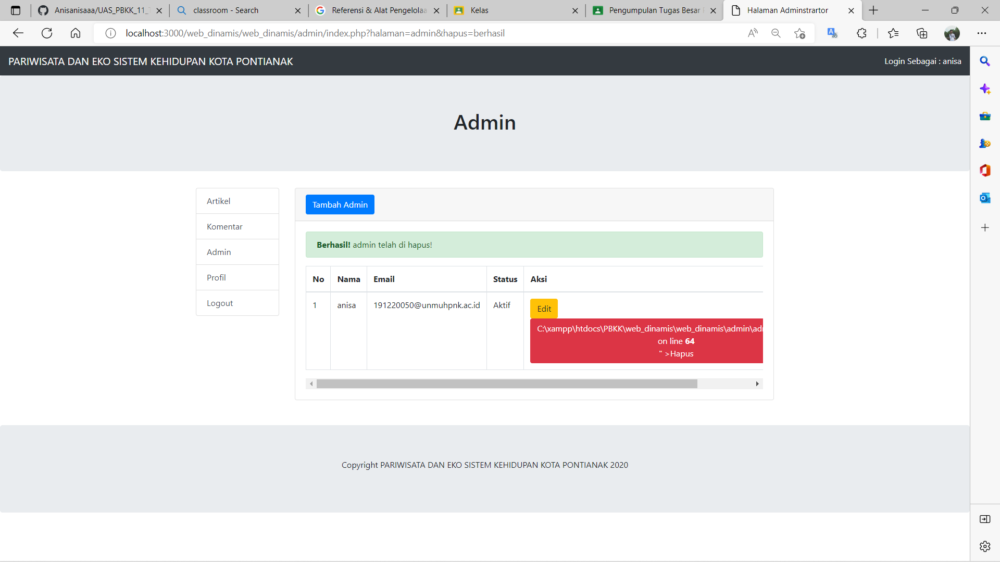 Anisanisaaa/UAS_PBKK_11_
classroom - Search
Referensi & Alat Pengelolaa
Kelas
Pengumpulan Tugas Besar
Halaman Adminstrartor
localhost:3000/web_dinamis/web_dinamis/admin/index.php?halaman=admin&hapus=berhasil
PARIWISATA DAN EKO SISTEM KEHIDUPAN KOTA PONTIANAK
Login Sebagai : anisa
Admin
Artikel
Komentar
Admin
Profil
Logout
Tambah Admin
Berhasil! admin telah di hapus!
No Nama Email Status Aksi
1 anisa 191220050@unmuhpnk.ac.id Aktif Edit
C:\xampp\htdocs\PBKK\web_dinamis\web_dinamis\admin\ad
on line 64
" >Hapus
Copyright PARIWISATA DAN EKO SISTEM KEHIDUPAN KOTA PONTIANAK 2020